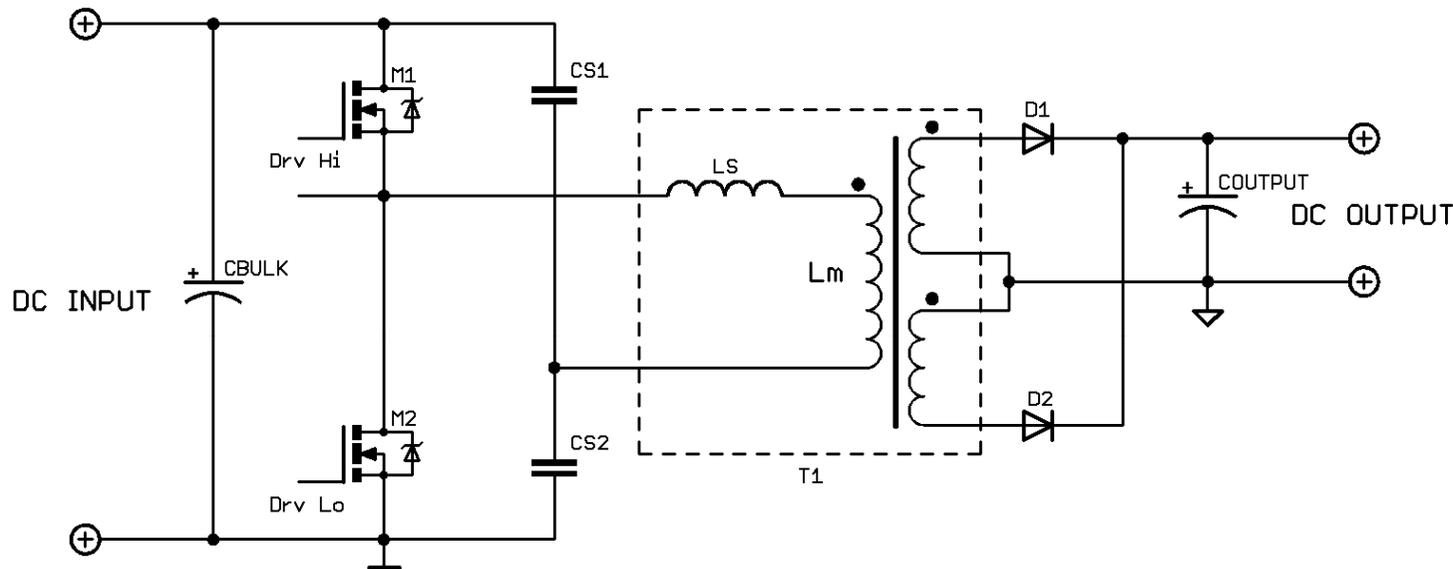 M1
CS1
D1
Drv Hi
LS
+ COUTPUT
DC OUTPUT
+ CBULK
Lm
DC INPUT
M2
D2
CS2
T1
Drv Lo